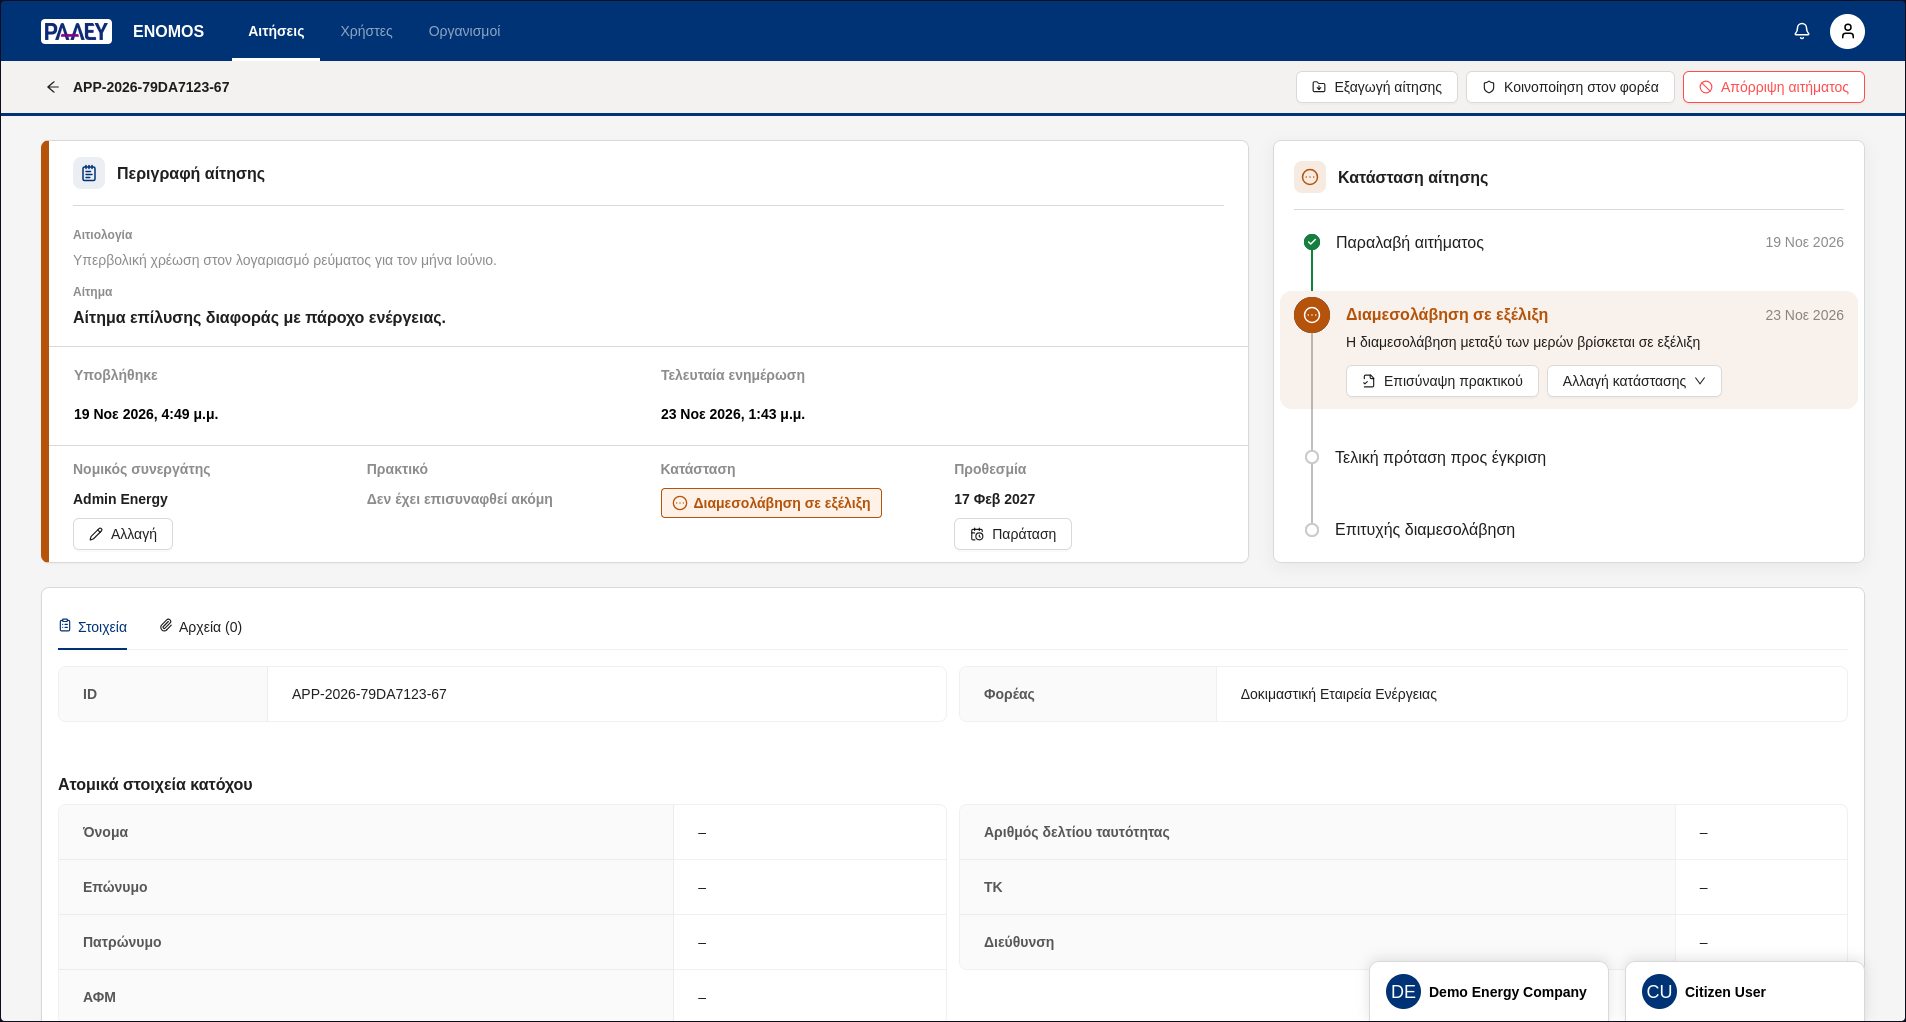 ΡΑΑΕΥ
ENOMOS
Αιτήσεις
Χρήστες
Οργανισμοί
APP-2026-79DA7123-67
Εξαγωγή αίτησης
Κοινοποίηση στον φορέα
Απόρριψη αιτήματος
Περιγραφή αίτησης
Αιτιολογία
Υπερβολική χρέωση στον λογαριασμό ρεύματος για τον μήνα Ιούνιο.
Αίτημα
Αίτημα επίλυσης διαφοράς με πάροχο ενέργειας.
Υποβλήθηκε
Τελευταία ενημέρωση
19 Νοε 2026, 4:49 μ.μ.
23 Νοε 2026, 1:43 μ.μ.
Νομικός συνεργάτης
Πρακτικό
Κατάσταση
Προθεσμία
Admin Energy
Δεν έχει επισυναφθεί ακόμη
Διαμεσολάβηση σε εξέλιξη
17 Φεβ 2027
Αλλαγή
Παράταση
Κατάσταση αίτησης
Παραλαβή αιτήματος
19 Νοε 2026
Διαμεσολάβηση σε εξέλιξη
23 Νοε 2026
Η διαμεσολάβηση μεταξύ των μερών βρίσκεται σε εξέλιξη
Επισύναψη πρακτικού
Αλλαγή κατάστασης
Τελική πρόταση προς έγκριση
Επιτυχής διαμεσολάβηση
Στοιχεία
Αρχεία (0)
ID
APP-2026-79DA7123-67
Φορέας
Δοκιμαστική Εταιρεία Ενέργειας
Ατομικά στοιχεία κατόχου
Όνομα
–
Αριθμός δελτίου ταυτότητας
–
Επώνυμο
–
ΤΚ
–
Πατρώνυμο
–
Διεύθυνση
–
ΑΦΜ
–
DE
Demo Energy Company
CU
Citizen User